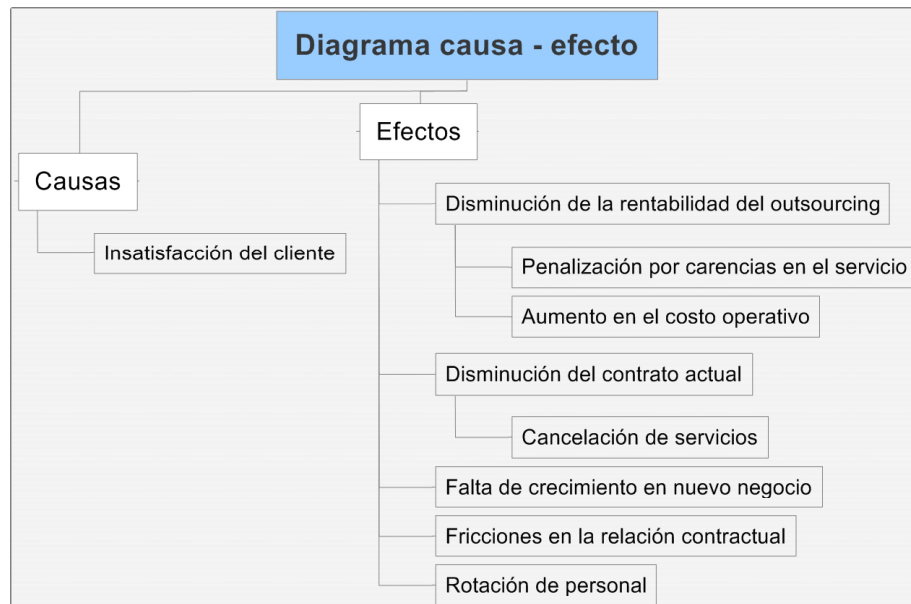 Diagrama causa - efecto
Efectos
Causas
Disminución de la rentabilidad del outsourcing
Insatisfacción del cliente
Penalización por carencias en el servicio
Aumento en el costo operativo
Disminución del contrato actual
Cancelación de servicios
Falta de crecimiento en nuevo negocio
Fricciones en la relación contractual
Rotación de personal